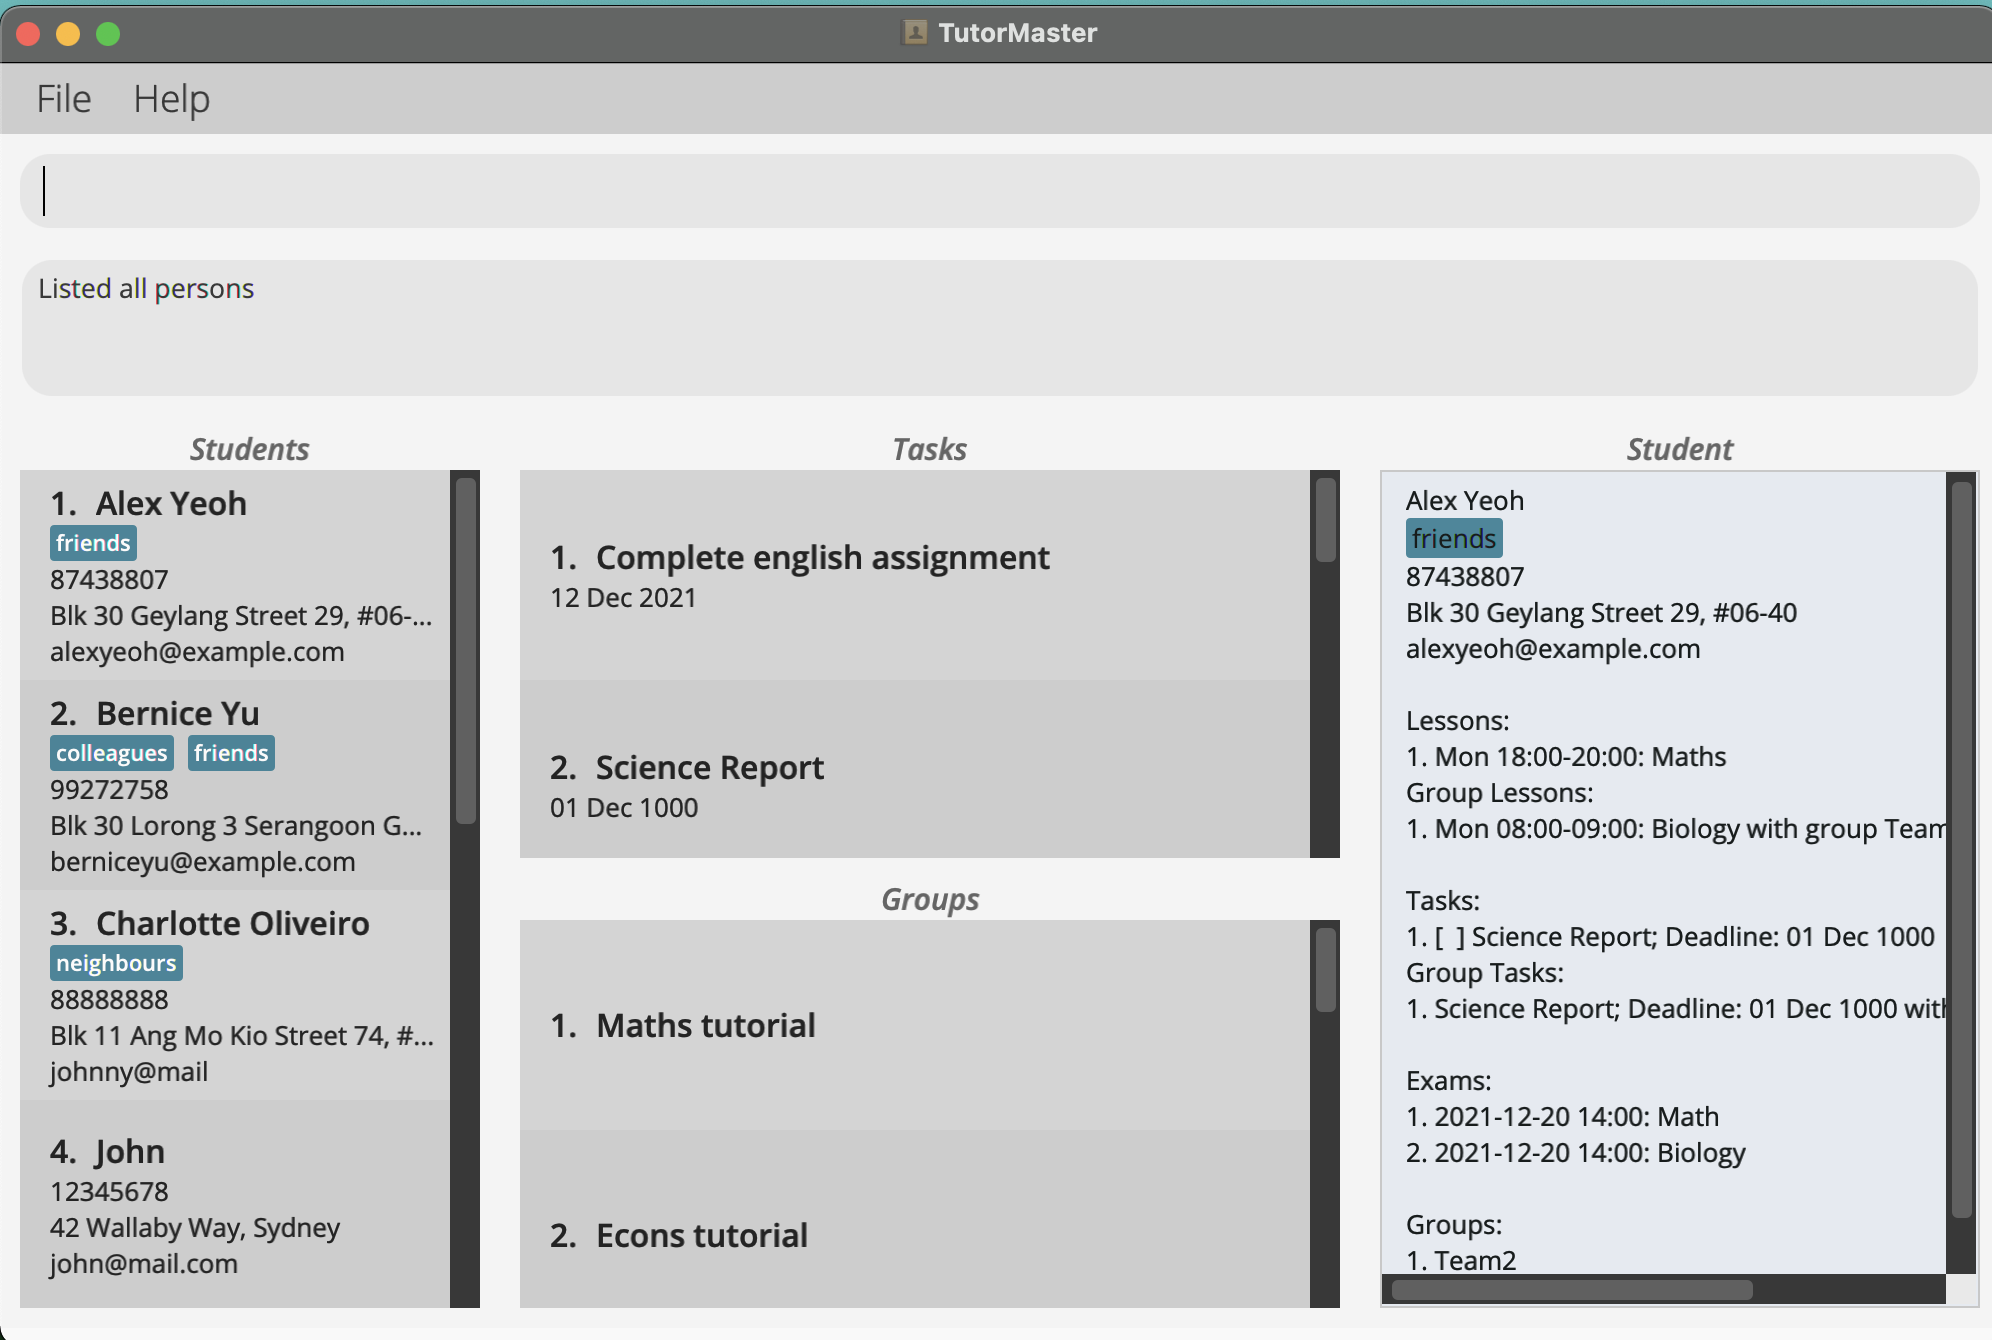 TutorMaster
File Help
Listed all persons
Students
1. Alex Yeoh
friends
87438807
Blk 30 Geylang Street 29, #06-...
alexyeoh@example.com
2. Bernice Yu
colleagues friends
99272758
Blk 30 Lorong 3 Serangoon G...
berniceyu@example.com
3. Charlotte Oliveiro
neighbours
88888888
Blk 11 Ang Mo Kio Street 74, #...
johnny@mail
4. John
12345678
42 Wallaby Way, Sydney
john@mail.com
Tasks
1. Complete english assignment
12 Dec 2021
2. Science Report
01 Dec 1000
Groups
1. Maths tutorial
2. Econs tutorial
Student
Alex Yeoh
friends
87438807
Blk 30 Geylang Street 29, #06-40
alexyeoh@example.com
Lessons:
1. Mon 18:00-20:00: Maths
Group Lessons:
1. Mon 08:00-09:00: Biology with group Team
Tasks:
1. [ ] Science Report; Deadline: 01 Dec 1000
Group Tasks:
1. Science Report; Deadline: 01 Dec 1000 with
Exams:
1. 2021-12-20 14:00: Math
2. 2021-12-20 14:00: Biology
Groups:
1. Team2